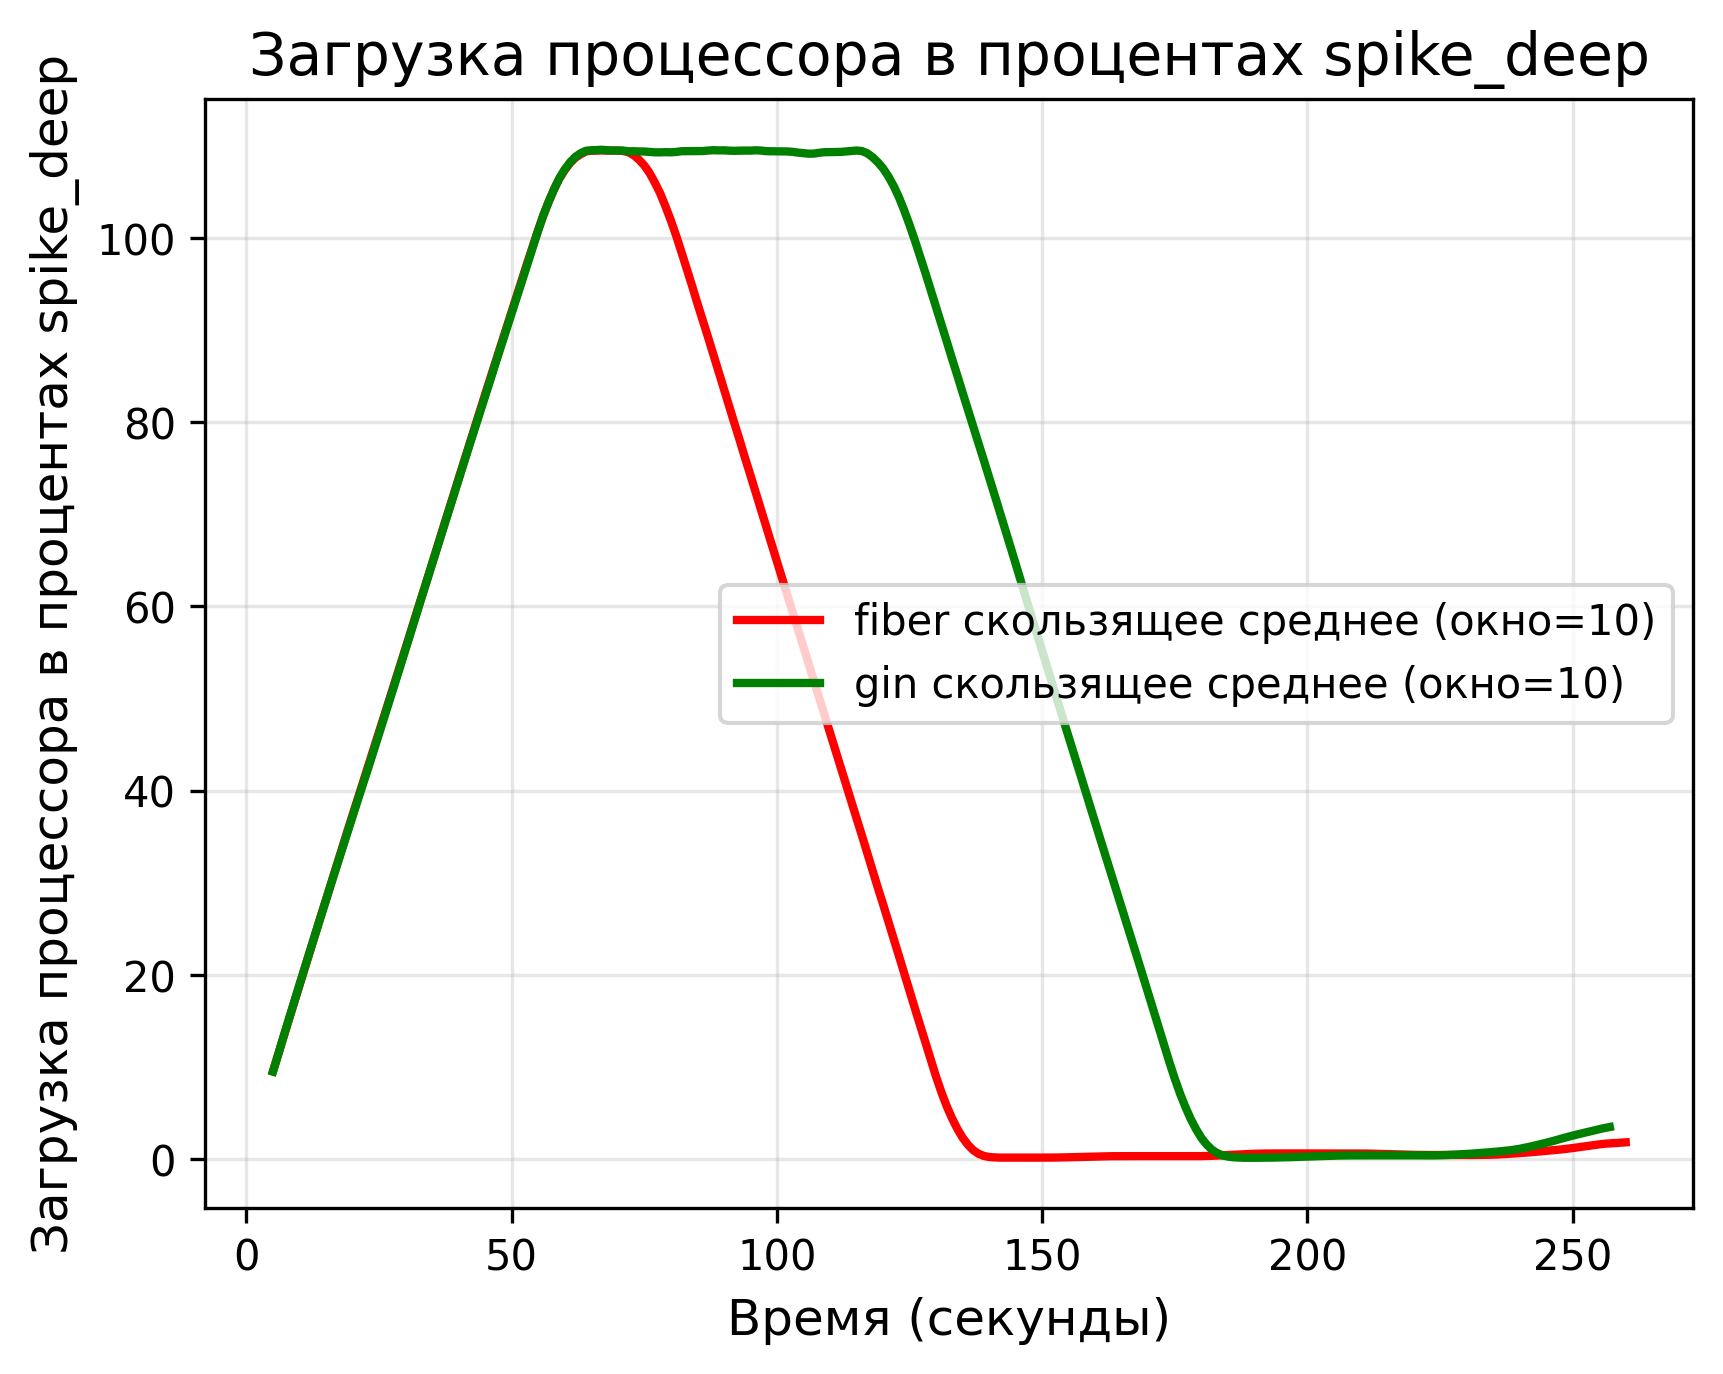 Загрузка процессора в процентах spike_deep
Загрузка процессора в процентах spike_deep
100
80
60
40
20
0
fiber скользящее среднее (окно=10)
gin скользящее среднее (окно=10)
0 50 100 150 200 250
Время (секунды)